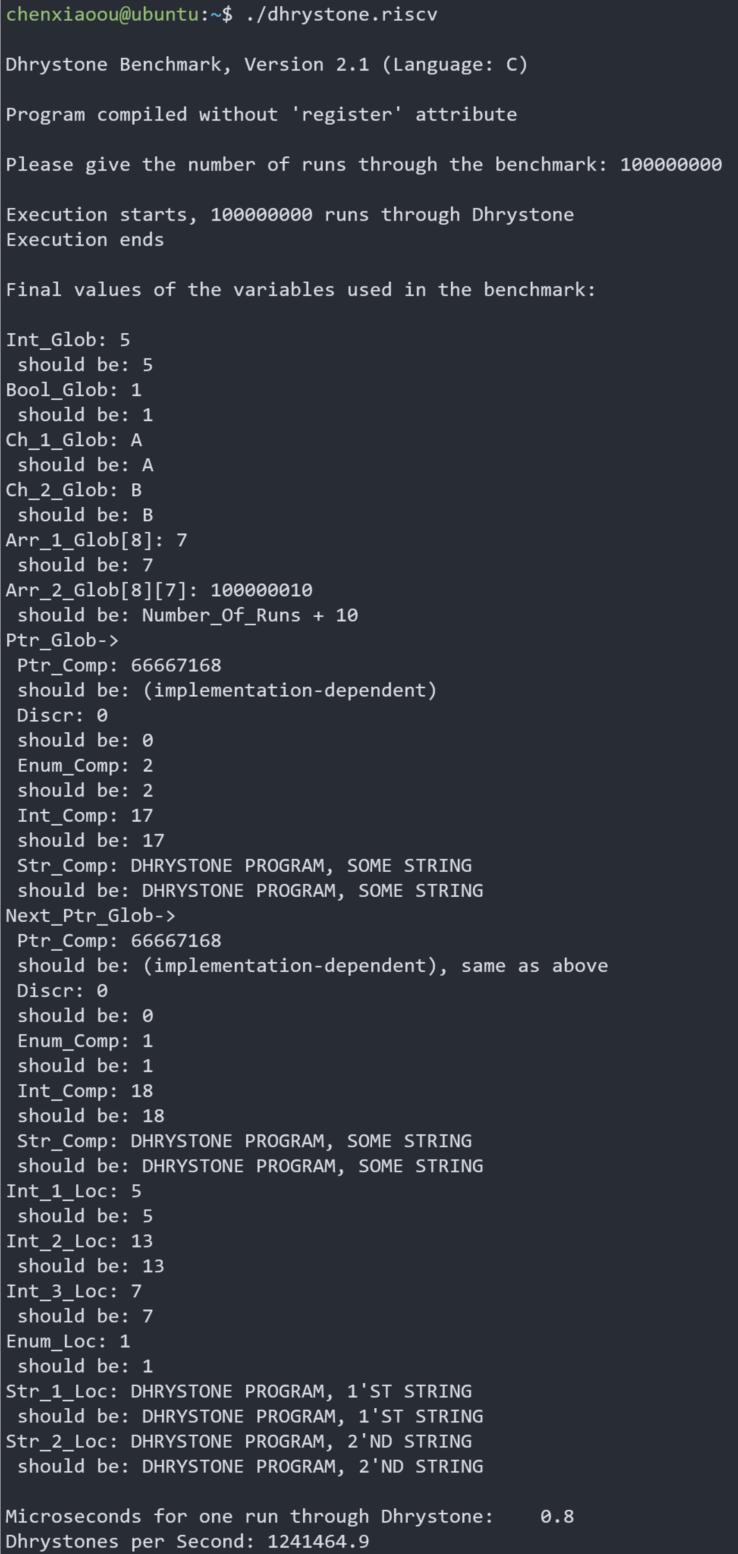 chenxiaoou@ubuntu:~$ ./dhrystone.riscv
Dhrystone Benchmark, Version 2.1 (Language: C)
Program compiled without 'register' attribute
Please give the number of runs through the benchmark: 100000000
Execution starts, 100000000 runs through Dhrystone
Execution ends
Final values of the variables used in the benchmark:
Int_Glob: 5
 should be: 5
Bool_Glob: 1
 should be: 1
Ch_1_Glob: A
 should be: A
Ch_2_Glob: B
 should be: B
Arr_1_Glob[8]: 7
 should be: 7
Arr_2_Glob[8][7]: 100000010
 should be: Number_Of_Runs + 10
Ptr_Glob->
 Ptr_Comp: 66667168
 should be: (implementation-dependent)
 Discr: 0
 should be: 0
 Enum_Comp: 2
 should be: 2
 Int_Comp: 17
 should be: 17
 Str_Comp: DHRYSTONE PROGRAM, SOME STRING
 should be: DHRYSTONE PROGRAM, SOME STRING
Next_Ptr_Glob->
 Ptr_Comp: 66667168
 should be: (implementation-dependent), same as above
 Discr: 0
 should be: 0
 Enum_Comp: 1
 should be: 1
 Int_Comp: 18
 should be: 18
 Str_Comp: DHRYSTONE PROGRAM, SOME STRING
 should be: DHRYSTONE PROGRAM, SOME STRING
Int_1_Loc: 5
 should be: 5
Int_2_Loc: 13
 should be: 13
Int_3_Loc: 7
 should be: 7
Enum_Loc: 1
 should be: 1
Str_1_Loc: DHRYSTONE PROGRAM, 1'ST STRING
 should be: DHRYSTONE PROGRAM, 1'ST STRING
Str_2_Loc: DHRYSTONE PROGRAM, 2'ND STRING
 should be: DHRYSTONE PROGRAM, 2'ND STRING
Microseconds for one run through Dhrystone:    0.8
Dhrystones per Second: 1241464.9